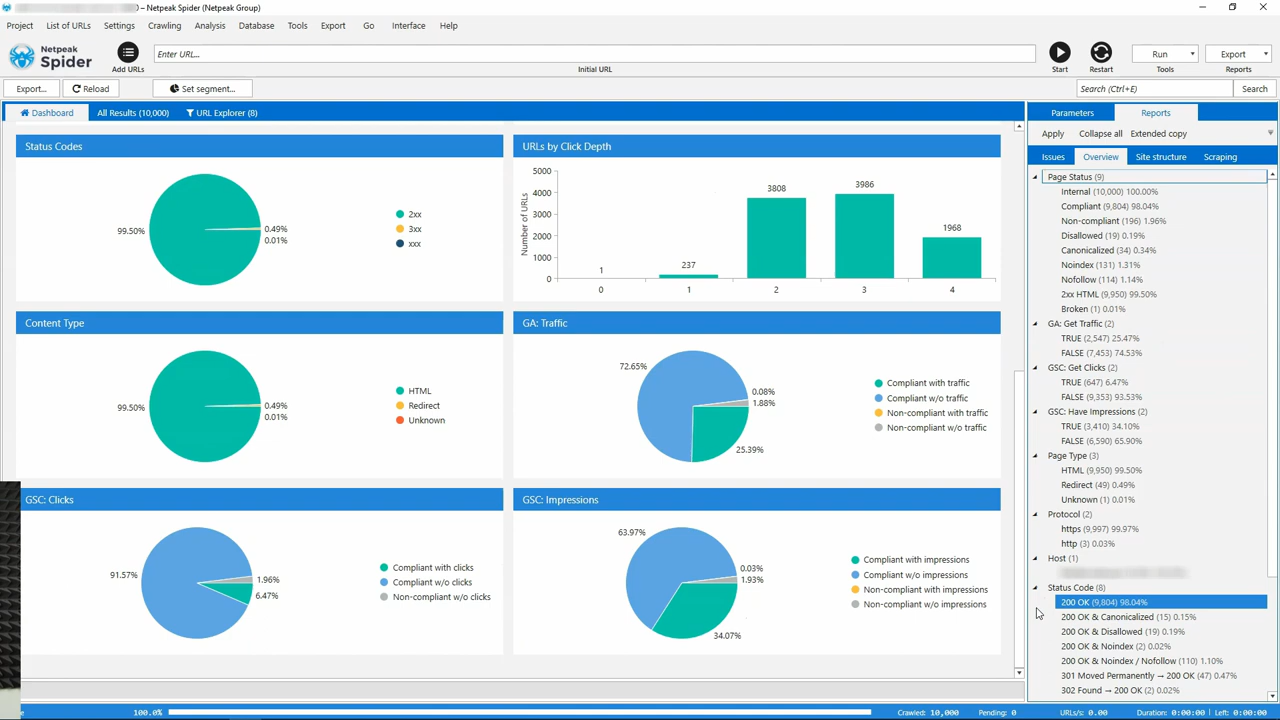 - Netpeak Spider (Netpeak Group)
Project List of URLs Settings Crawling Analysis Database Tools Export Go Interface Help
Netpeak Spider
Add URLs
Enter URL...
Initial URL
Start
Restart
Run
Tools
Export
Reports
Export... Reload Set segment... Search (Ctrl+E) Search
Dashboard All Results (10,000) URL Explorer (8)
Status Codes
99.50%
0.49%
0.01%
2xx
3xx
xxx
URLs by Click Depth
Number of URLs
5000
4000
3000
2000
1000
0
1 237 3808 3986 1968
0 1 2 3 4
Content Type
99.50%
0.49%
0.01%
HTML
Redirect
Unknown
GA: Traffic
72.65%
0.08%
1.88%
25.39%
Compliant with traffic
Compliant w/o traffic
Non-compliant with traffic
Non-compliant w/o traffic
GSC: Clicks
91.57%
1.96%
6.47%
Compliant with clicks
Compliant w/o clicks
Non-compliant w/o clicks
GSC: Impressions
63.97%
0.03%
1.93%
34.07%
Compliant with impressions
Compliant w/o impressions
Non-compliant with impressions
Non-compliant w/o impressions
Parameters Reports
Apply Collapse all Extended copy
Issues Overview Site structure Scraping
Page Status (9)
Internal (10,000) 100.00%
Compliant (9,804) 98.04%
Non-compliant (196) 1.96%
Disallowed (19) 0.19%
Canonicalized (34) 0.34%
Noindex (131) 1.31%
Nofollow (114) 1.14%
2xx HTML (9,950) 99.50%
Broken (1) 0.01%
GA: Get Traffic (2)
TRUE (2,547) 25.47%
FALSE (7,453) 74.53%
GSC: Get Clicks (2)
TRUE (647) 6.47%
FALSE (9,353) 93.53%
GSC: Have Impressions (2)
TRUE (3,410) 34.10%
FALSE (6,590) 65.90%
Page Type (3)
HTML (9,950) 99.50%
Redirect (49) 0.49%
Unknown (1) 0.01%
Protocol (2)
https (9,997) 99.97%
http (3) 0.03%
Host (1)
Status Code (8)
200 OK (9,804) 98.04%
200 OK & Canonicalized (15) 0.15%
200 OK & Disallowed (19) 0.19%
200 OK & Noindex (2) 0.02%
200 OK & Noindex / Nofollow (110) 1.10%
301 Moved Permanently → 200 OK (47) 0.47%
302 Found → 200 OK (2) 0.02%
100.0% Crawled: 10,000 Pending: 0 URLs/s: 0.00 Duration: 0:00:00 Left: 0:00:00